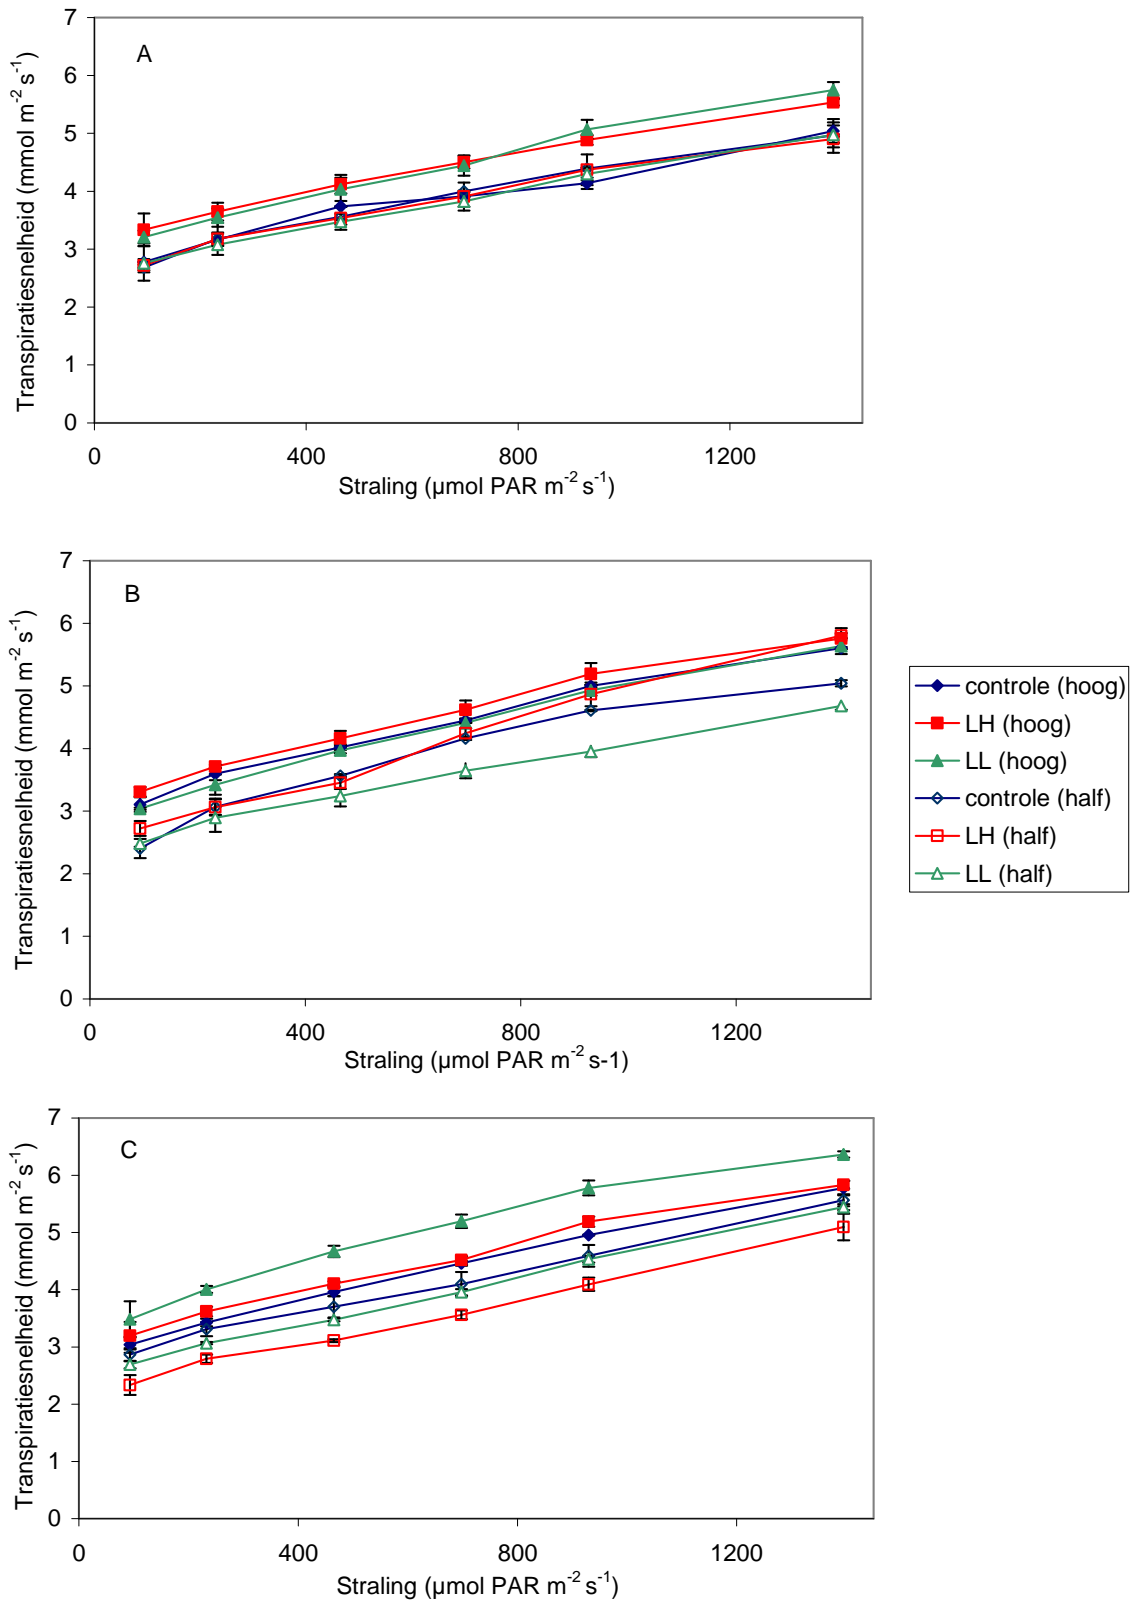 7
6
5
4
3
2
1
0
A
Transpiratiesnelheid (mmol m⁻² s⁻¹)
0 400 800 1200
Straling (µmol PAR m⁻² s⁻¹)
7
6
5
4
3
2
1
0
B
Transpiratiesnelheid (mmol m⁻² s⁻¹)
0 400 800 1200
Straling (µmol PAR m⁻² s-1)
controle (hoog)
LH (hoog)
LL (hoog)
controle (half)
LH (half)
LL (half)
7
6
5
4
3
2
1
0
C
Transpiratiesnelheid (mmol m⁻² s⁻¹)
0 400 800 1200
Straling (µmol PAR m⁻² s⁻¹)